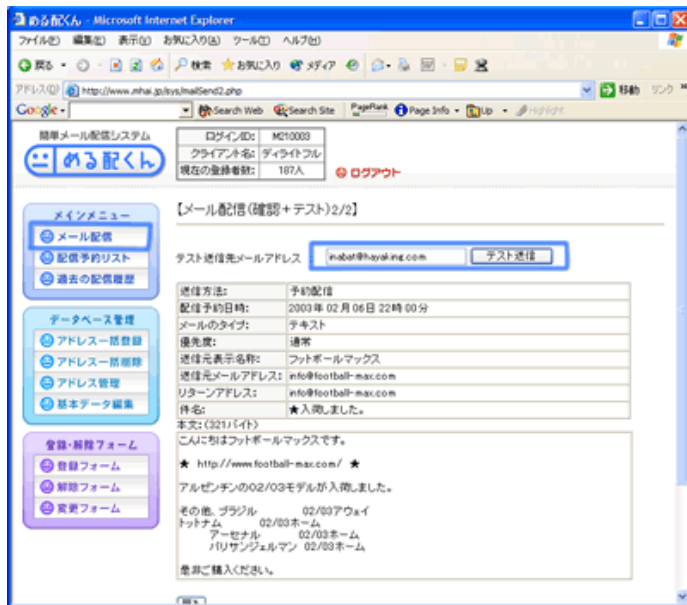 める配くん - Microsoft Internet Explorer
ファイル(F) 編集(E) 表示(V) お気に入り(A) ツール(T) ヘルプ(H)
戻る 検索 お気に入り メディア
アドレス(D) http://www.mhai.jp/sys/mailSend2.php 移動 リンク
Google Search Web Search Site PageRank Page Info Up Highlight
簡単メール配信システム
める配くん
ログインID: M210003
クライアント名: ディライトフル
現在の登録者数: 187人
ログアウト
メインメニュー
メール配信
配信予約リスト
過去の配信履歴
データベース管理
アドレス一括登録
アドレス一括削除
アドレス管理
基本データ編集
登録・解除フォーム
登録フォーム
解除フォーム
変更フォーム
【メール配信(確認+テスト)2/2】
テスト送信先メールアドレス inabat@hayaking.com テスト送信
送信方法: 予約配信
配信予約日時: 2003年02月06日22時00分
メールのタイプ: テキスト
優先度: 通常
送信元表示名称: フットボールマックス
送信元メールアドレス: info@football-max.com
リターンアドレス: info@football-max.com
件名: ★入荷しました。
本文:(321バイト)
こんにちはフットボールマックスです。
★ http://www.football-max.com/ ★
アルゼンチンの02/03モデルが入荷しました。
その他、ブラジル 02/03アウェイ
トットナム 02/03ホーム
アーセナル 02/03ホーム
パリサンジェルマン 02/03ホーム
是非ご購入ください。